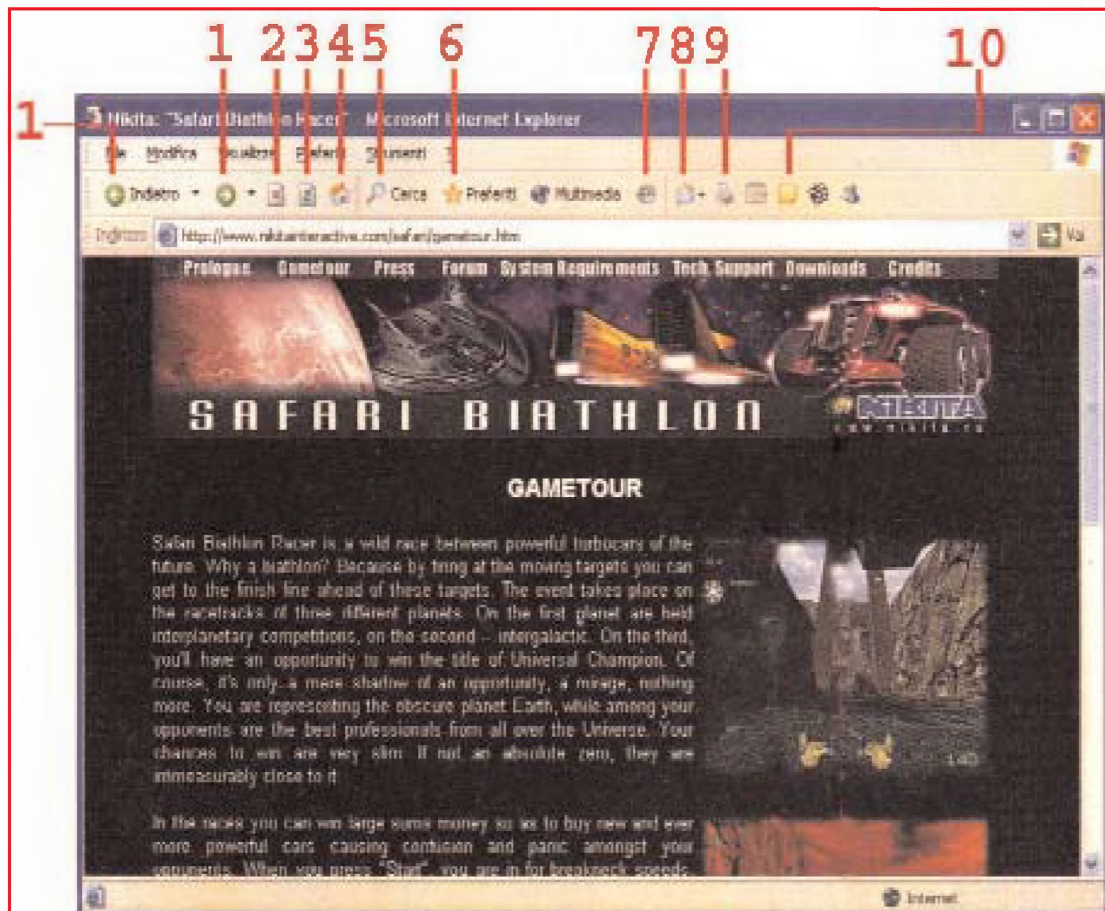 1 2 3 4 5 6 7 8 9 10
1
Nikita: "Safari Biathlon Racer" - Microsoft Internet Explorer
File Modifica Visualizza Preferiti Strumenti ?
Indietro Cerca Preferiti Multimedia
Indirizzo http://www.nikitainteractive.com/safari/gametour.htm Vai
Prologue Gametour Press Forum System Requirements Tech Support Downloads Credits
SAFARI BIATHLON
NIKITA
www.nikita.ru
GAMETOUR
Safari Biathlon Racer is a wild race between powerful turbocars of the
future. Why a biathlon? Because by firing at the moving targets you can
get to the finish line ahead of these targets. The event takes place on
the racetracks of three different planets. On the first planet are held
interplanetary competitions, on the second – intergalactic. On the third,
you'll have an opportunity to win the title of Universal Champion. Of
course, it's only a mere shadow of an opportunity, a mirage, nothing
more. You are representing the obscure planet Earth, while among your
opponents are the best professionals from all over the Universe. Your
chances to win are very slim. If not an absolute zero, they are
immeasurably close to it.
140
In the races you can win large sums money so as to buy new and ever
more powerful cars causing confusion and panic amongst your
opponents. When you press "Start", you are in for breakneck speeds,
Internet